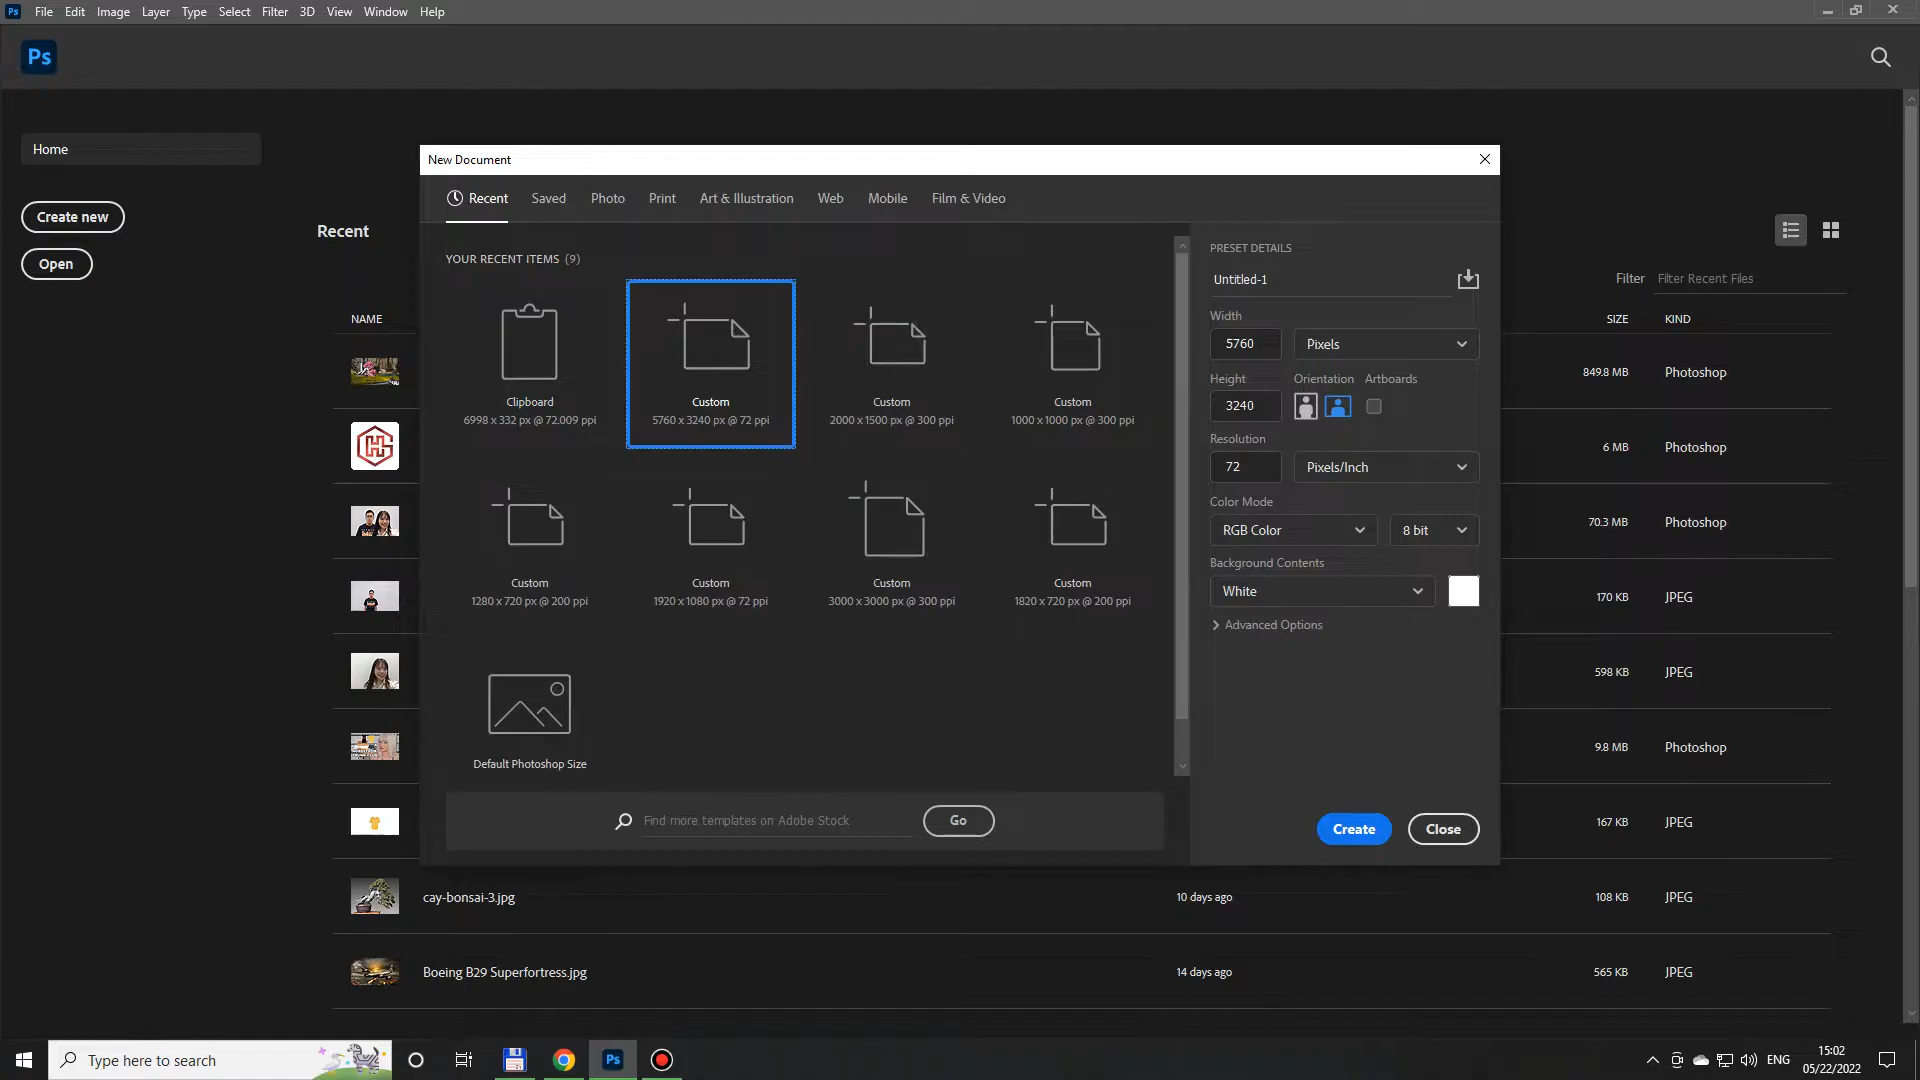 Ps File Edit Image Layer Type Select Filter 3D View Window Help
Ps
Home
Create new
Open
Recent
Filter Filter Recent Files
NAME SIZE KIND
849.8 MB Photoshop
6 MB Photoshop
70.3 MB Photoshop
170 KB JPEG
598 KB JPEG
9.8 MB Photoshop
167 KB JPEG
cay-bonsai-3.jpg 10 days ago 108 KB JPEG
Boeing B29 Superfortress.jpg 14 days ago 565 KB JPEG
New Document
Recent Saved Photo Print Art & Illustration Web Mobile Film & Video
YOUR RECENT ITEMS (9)
Clipboard
6998 x 332 px @ 72.009 ppi
Custom
5760 x 3240 px @ 72 ppi
Custom
2000 x 1500 px @ 300 ppi
Custom
1000 x 1000 px @ 300 ppi
Custom
1280 x 720 px @ 200 ppi
Custom
1920 x 1080 px @ 72 ppi
Custom
3000 x 3000 px @ 300 ppi
Custom
1820 x 720 px @ 200 ppi
Default Photoshop Size
Find more templates on Adobe Stock Go
PRESET DETAILS
Untitled-1
Width
5760 Pixels
Height Orientation Artboards
3240
Resolution
72 Pixels/Inch
Color Mode
RGB Color 8 bit
Background Contents
White
Advanced Options
Create Close
Type here to search
Ps
ENG
15:02
05/22/2022